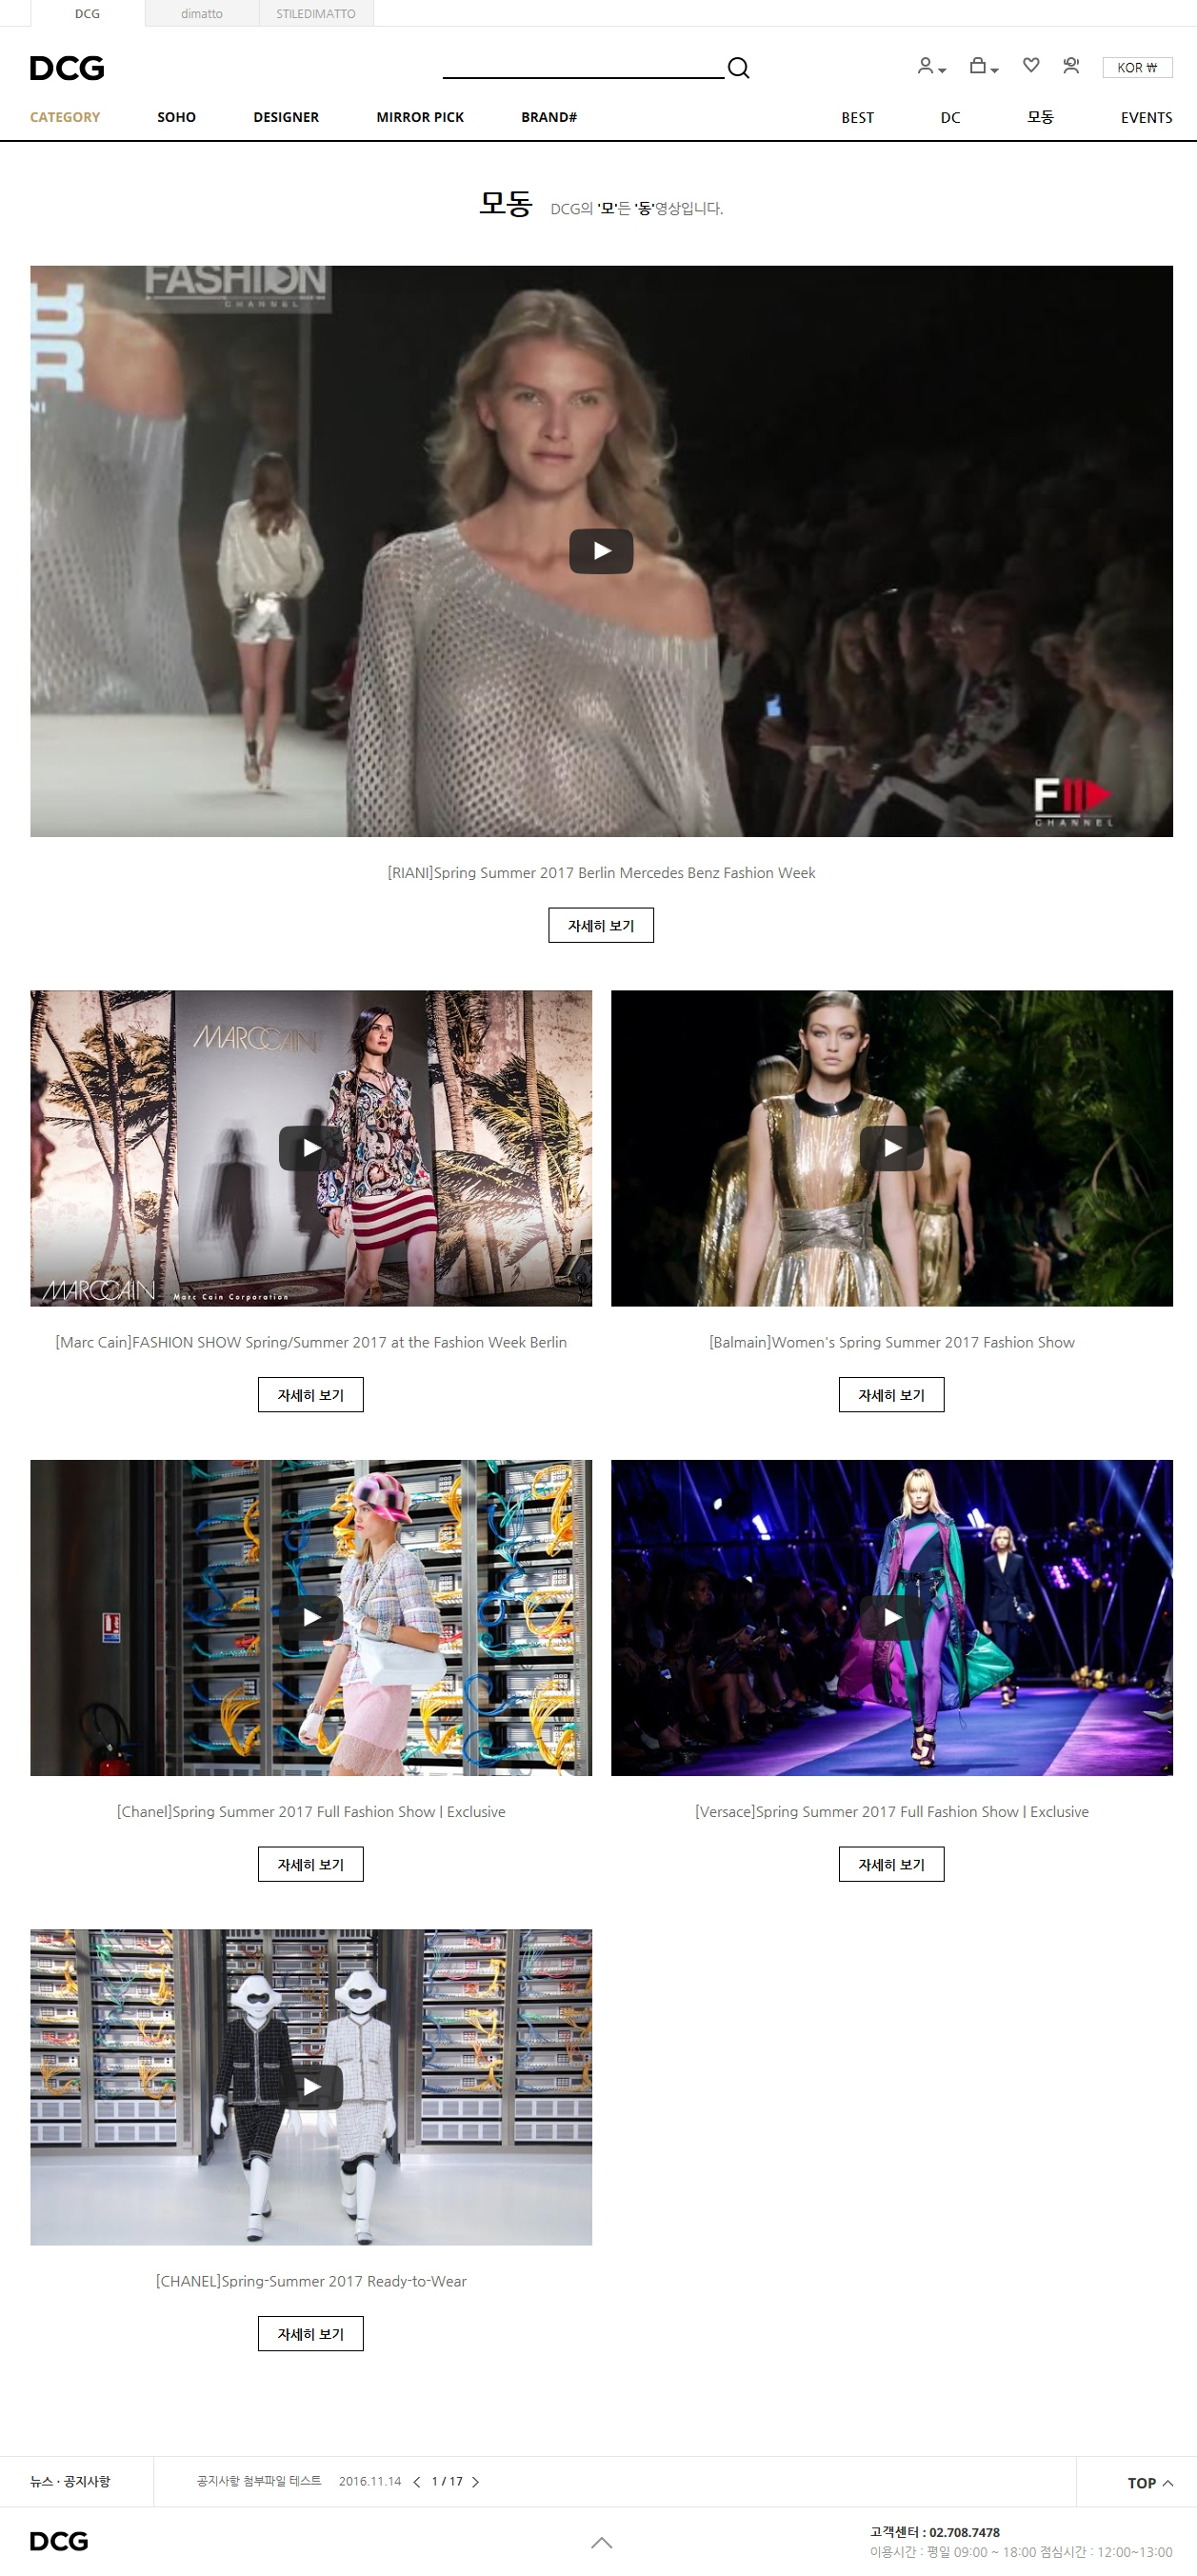 DCG
dimatto
STILEDIMATTO
DCG
KOR ₩
CATEGORY
SOHO
DESIGNER
MIRROR PICK
BRAND#
BEST
DC
모동
EVENTS
모동
DCG의 '모'든 '동'영상입니다.
FASHION
CHANNEL
NI
F
CHANNEL
[RIANI]Spring Summer 2017 Berlin Mercedes Benz Fashion Week
자세히 보기
MARCCAIN
MARCCAIN
Marc Cain Corporation
[Marc Cain]FASHION SHOW Spring/Summer 2017 at the Fashion Week Berlin
자세히 보기
[Balmain]Women's Spring Summer 2017 Fashion Show
자세히 보기
[Chanel]Spring Summer 2017 Full Fashion Show | Exclusive
자세히 보기
[Versace]Spring Summer 2017 Full Fashion Show | Exclusive
자세히 보기
[CHANEL]Spring-Summer 2017 Ready-to-Wear
자세히 보기
뉴스 · 공지사항
공지사항 첨부파일 테스트
2016.11.14
1 / 17
TOP
DCG
고객센터 : 02.708.7478
이용시간 : 평일 09:00 ~ 18:00 점심시간 : 12:00~13:00